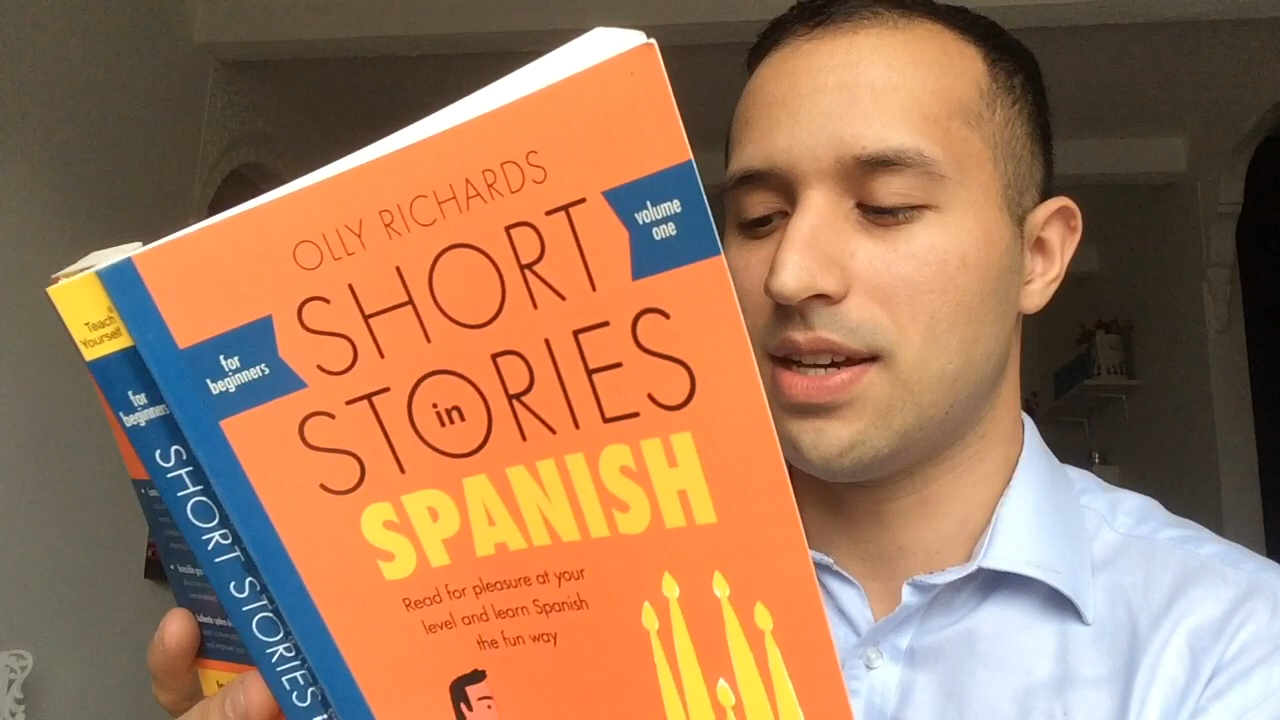 OLLY RICHARDS
volume
one
SHORT
for
beginners
STORIES
in
SPANISH
Read for pleasure at your
level and learn Spanish
the fun way
Teach
Yourself
for
beginners
SHORT STORIES